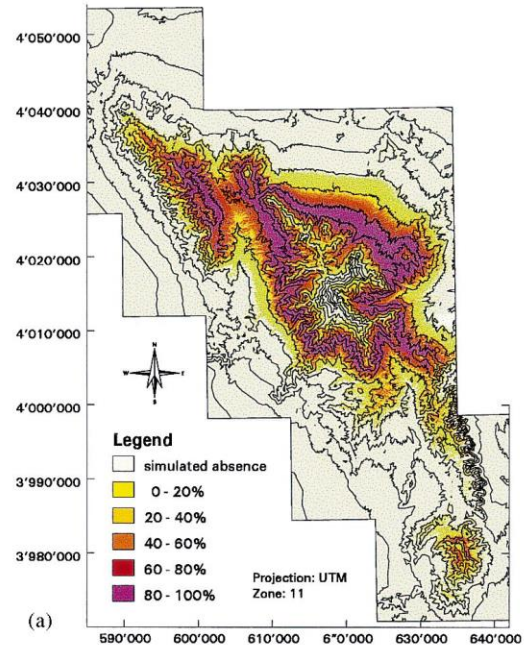 4’050’000
4’040’000
4’030’000
4’020’000
4’010’000
4’000’000
3’990’000
3’980’000
N
W E
S
Legend
simulated absence
0 - 20%
20 - 40%
40 - 60%
60 - 80%
80 - 100%
Projection: UTM
Zone: 11
(a)
590’000 600’000 610’000 6²0’000 630’000 640’000